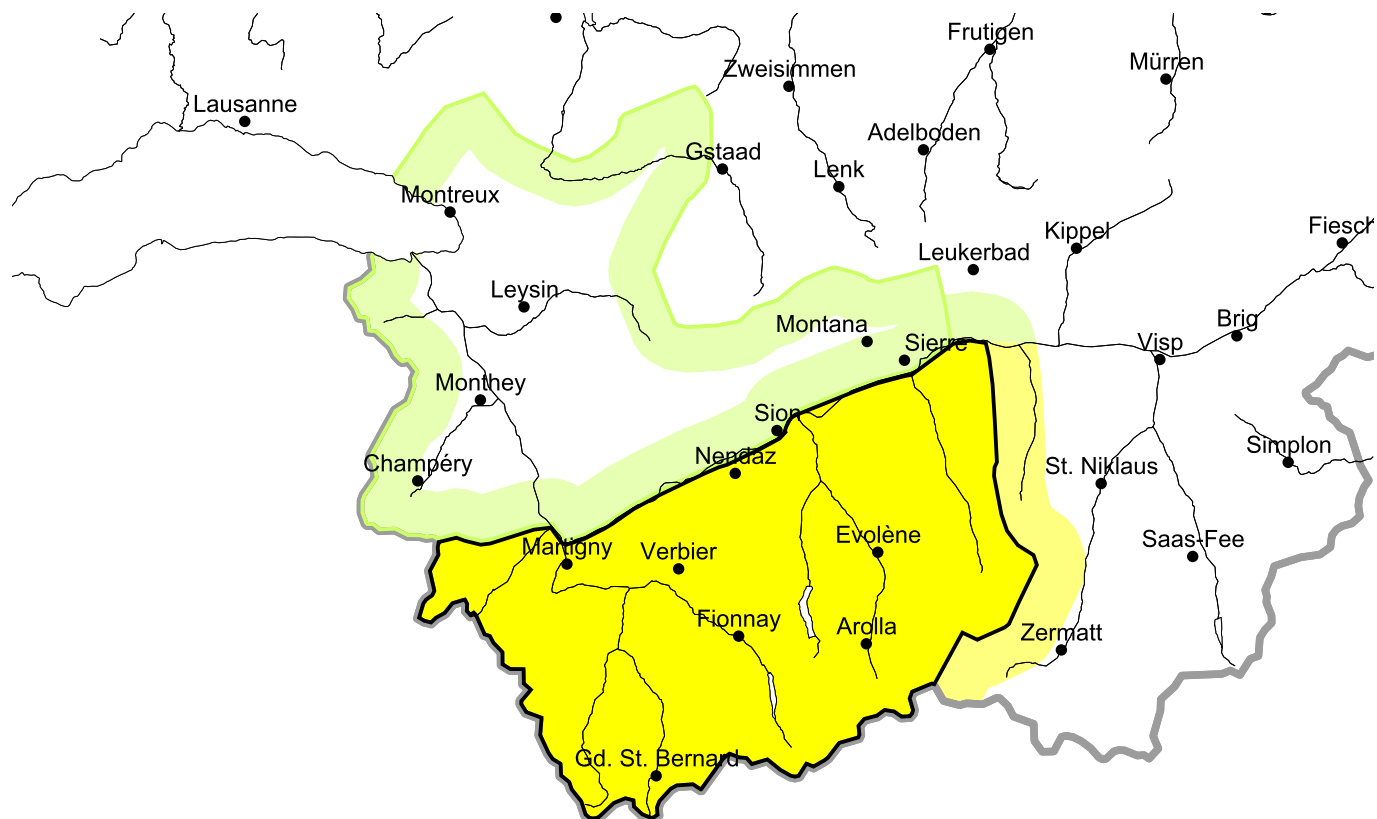 Frutigen
Mürren
Zweisimmen
Lausanne
Adelboden
Gstaad
Lenk
Montreux
Kippel
Fiesch
Leukerbad
Leysin
Brig
Montana
Sierre
Visp
Monthey
Sion
Simplon
Nendaz
Champéry
St. Niklaus
Evolène
Saas-Fee
Martigny
Verbier
Fionnay
Arolla
Zermatt
Gd. St. Bernard